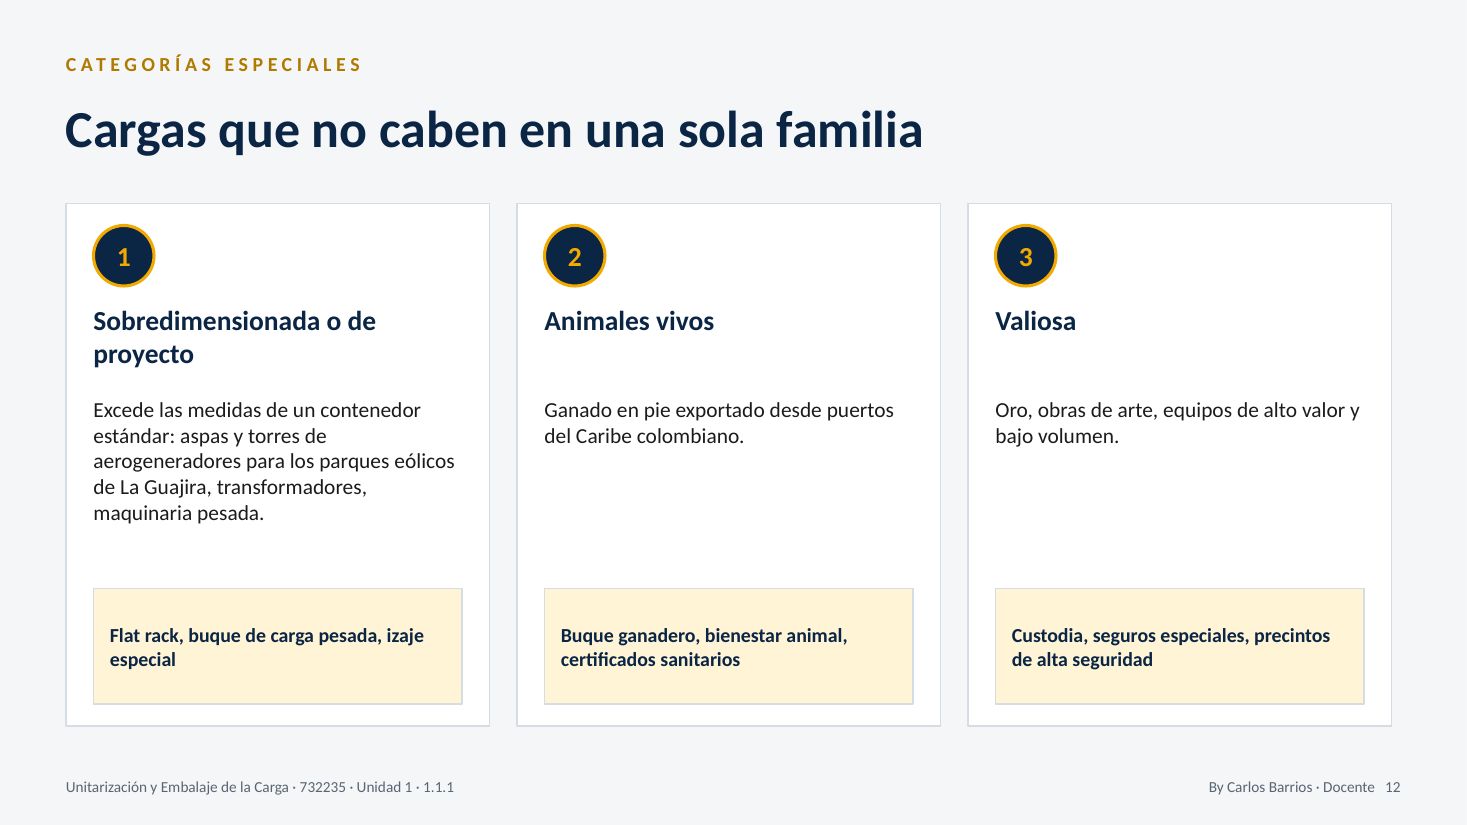 CATEGORÍAS ESPECIALES
Cargas que no caben en una sola familia
1
Sobredimensionada o de
proyecto
Excede las medidas de un contenedor
estándar: aspas y torres de
aerogeneradores para los parques eólicos
de La Guajira, transformadores,
maquinaria pesada.
Flat rack, buque de carga pesada, izaje
especial
2
Animales vivos
Ganado en pie exportado desde puertos
del Caribe colombiano.
Buque ganadero, bienestar animal,
certificados sanitarios
3
Valiosa
Oro, obras de arte, equipos de alto valor y
bajo volumen.
Custodia, seguros especiales, precintos
de alta seguridad
Unitarización y Embalaje de la Carga · 732235 · Unidad 1 · 1.1.1
By Carlos Barrios · Docente 12